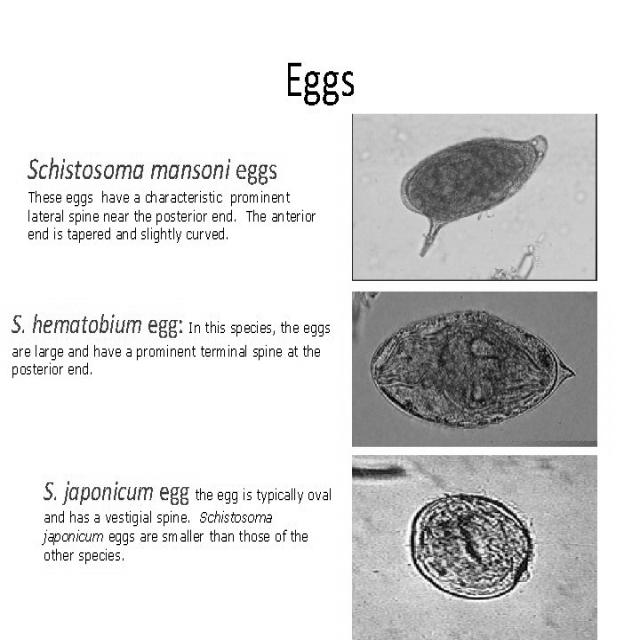 Eggs
Schistosoma mansoni eggs
These eggs have a characteristic prominent
lateral spine near the posterior end. The anterior
end is tapered and slightly curved.
S. hematobium egg: In this species, the eggs
are large and have a prominent terminal spine at the
posterior end.
S. japonicum egg the egg is typically oval
and has a vestigial spine. Schistosoma
japonicum eggs are smaller than those of the
other species.